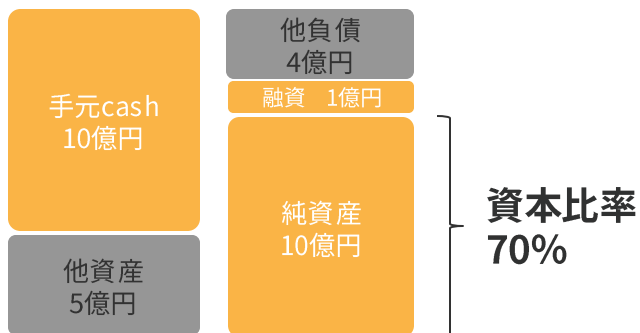 手元cash
10億円
他資産
5億円
他負債
4億円
融資　1億円
純資産
10億円
資本比率
70%